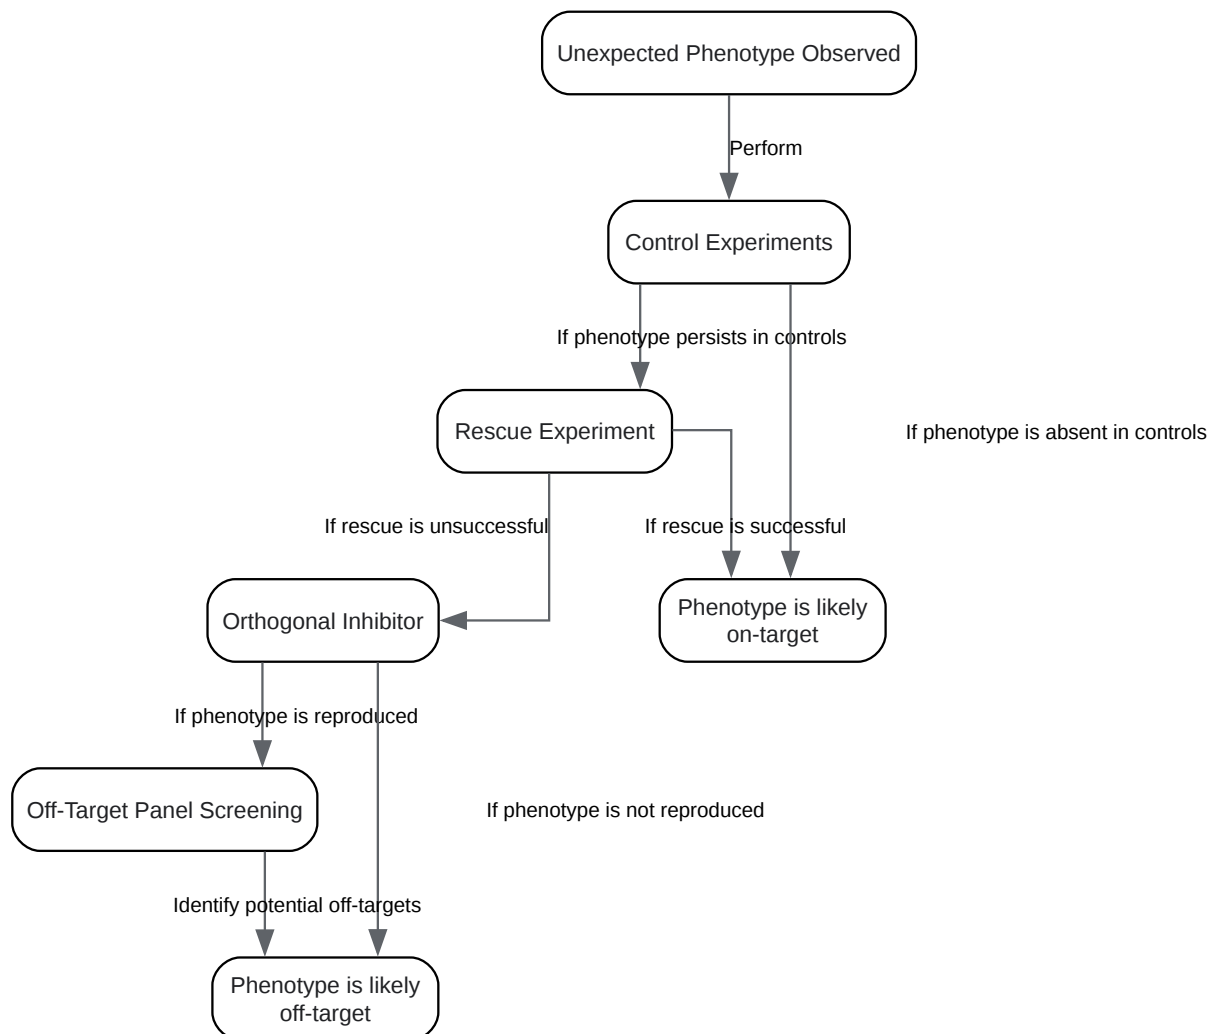 Unexpected Phenotype Observed
Perform
Control Experiments
If phenotype persists in controls
Rescue Experiment
If phenotype is absent in controls
If rescue is unsuccessful
If rescue is successful
Orthogonal Inhibitor
Phenotype is likely
on-target
If phenotype is reproduced
Off-Target Panel Screening
If phenotype is not reproduced
Identify potential off-targets
Phenotype is likely
off-target